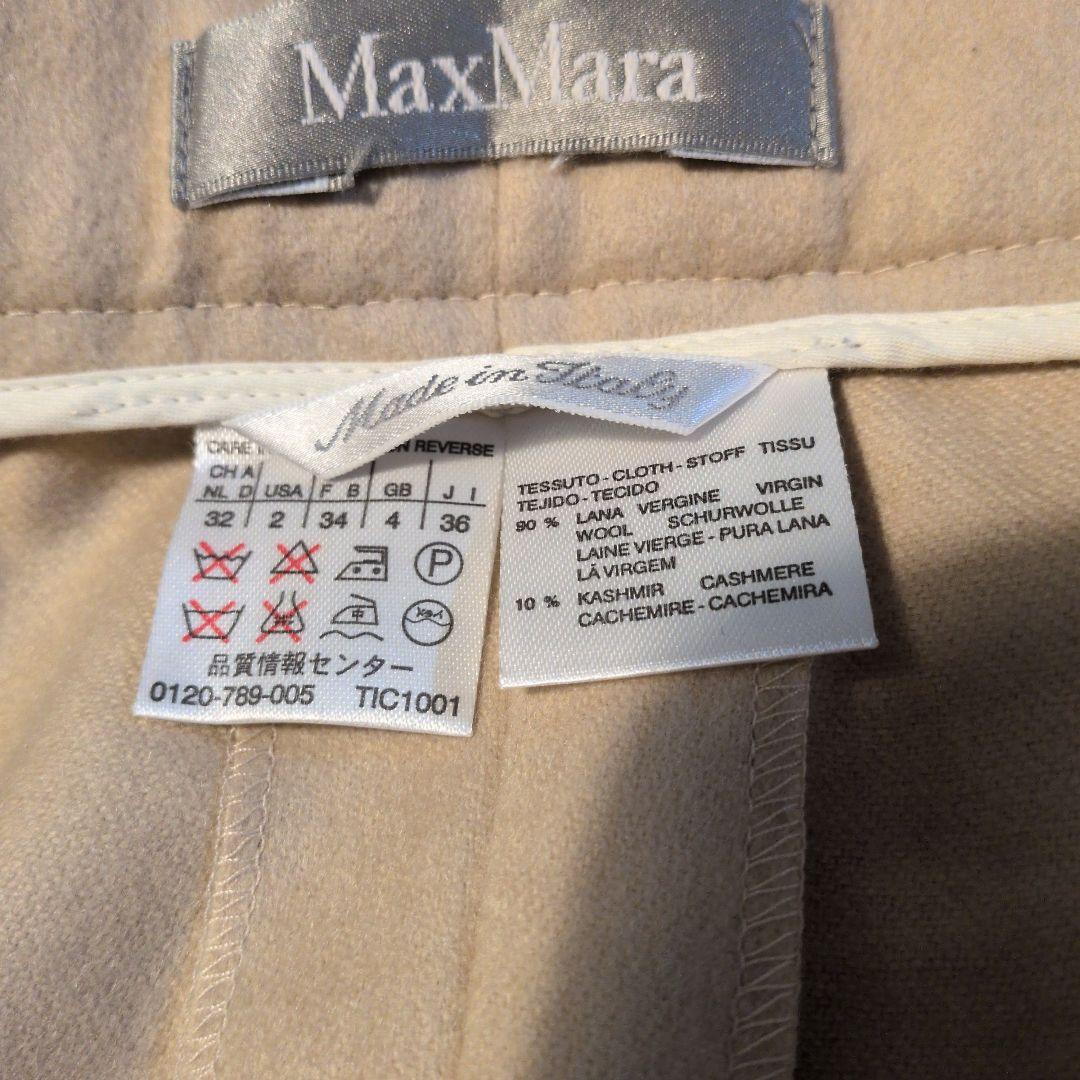 MaxMara
Made in Italy
CARE
ON REVERSE
CH A
NL D USA F B GB J I
32 2 34 4 36
P
品質情報センター
0120-789-005 TIC1001
TESSUTO - CLOTH - STOFF TISSU
TEJIDO - TECIDO
90 % LANA VERGINE VIRGIN
WOOL SCHURWOLLE
LAINE VIERGE - PURA LANA
LÃ VIRGEM
10 % KASHMIR CASHMERE
CACHEMIRE - CACHEMIRA